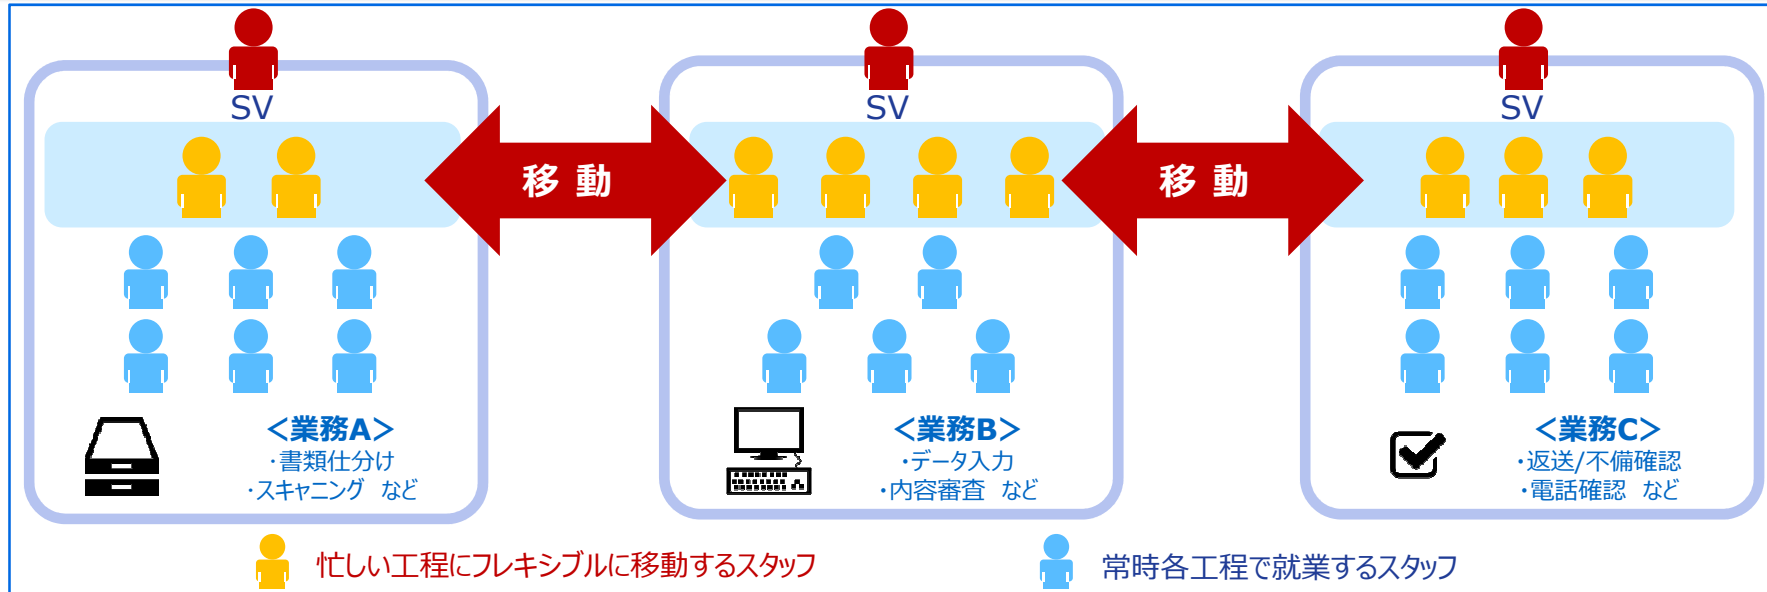 SV
SV
SV
移 動
移 動
＜業務A＞
・書類仕分け
・スキャニング など
＜業務B＞
・データ入力
・内容審査 など
＜業務C＞
・返送/不備確認
・電話確認 など
忙しい工程にフレキシブルに移動するスタッフ
常時各工程で就業するスタッフ